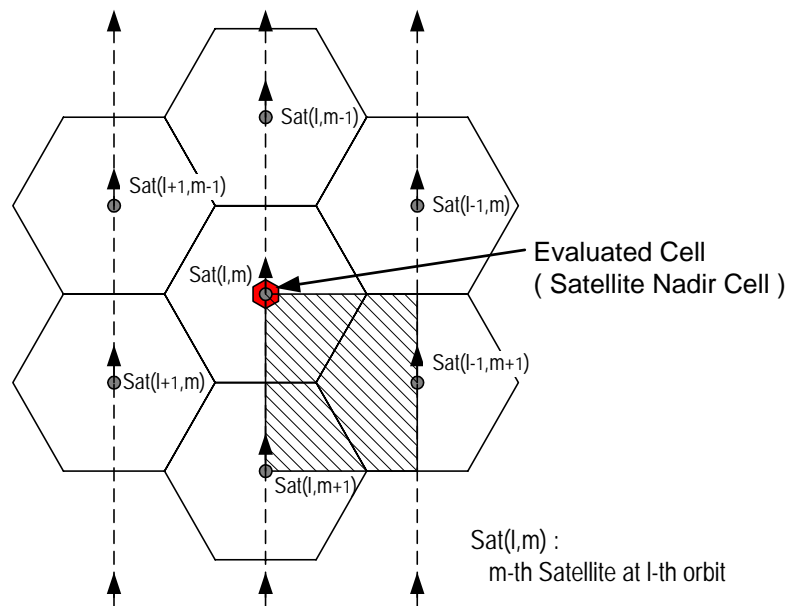 Sat(l,m-1)
Sat(l+1,m-1)
Sat(l-1,m)
Evaluated Cell
( Satellite Nadir Cell )
Sat(l,m)
Sat(l-1,m+1)
Sat(l+1,m)
Sat(l,m+1)
Sat(l,m) :
m-th Satellite at l-th orbit